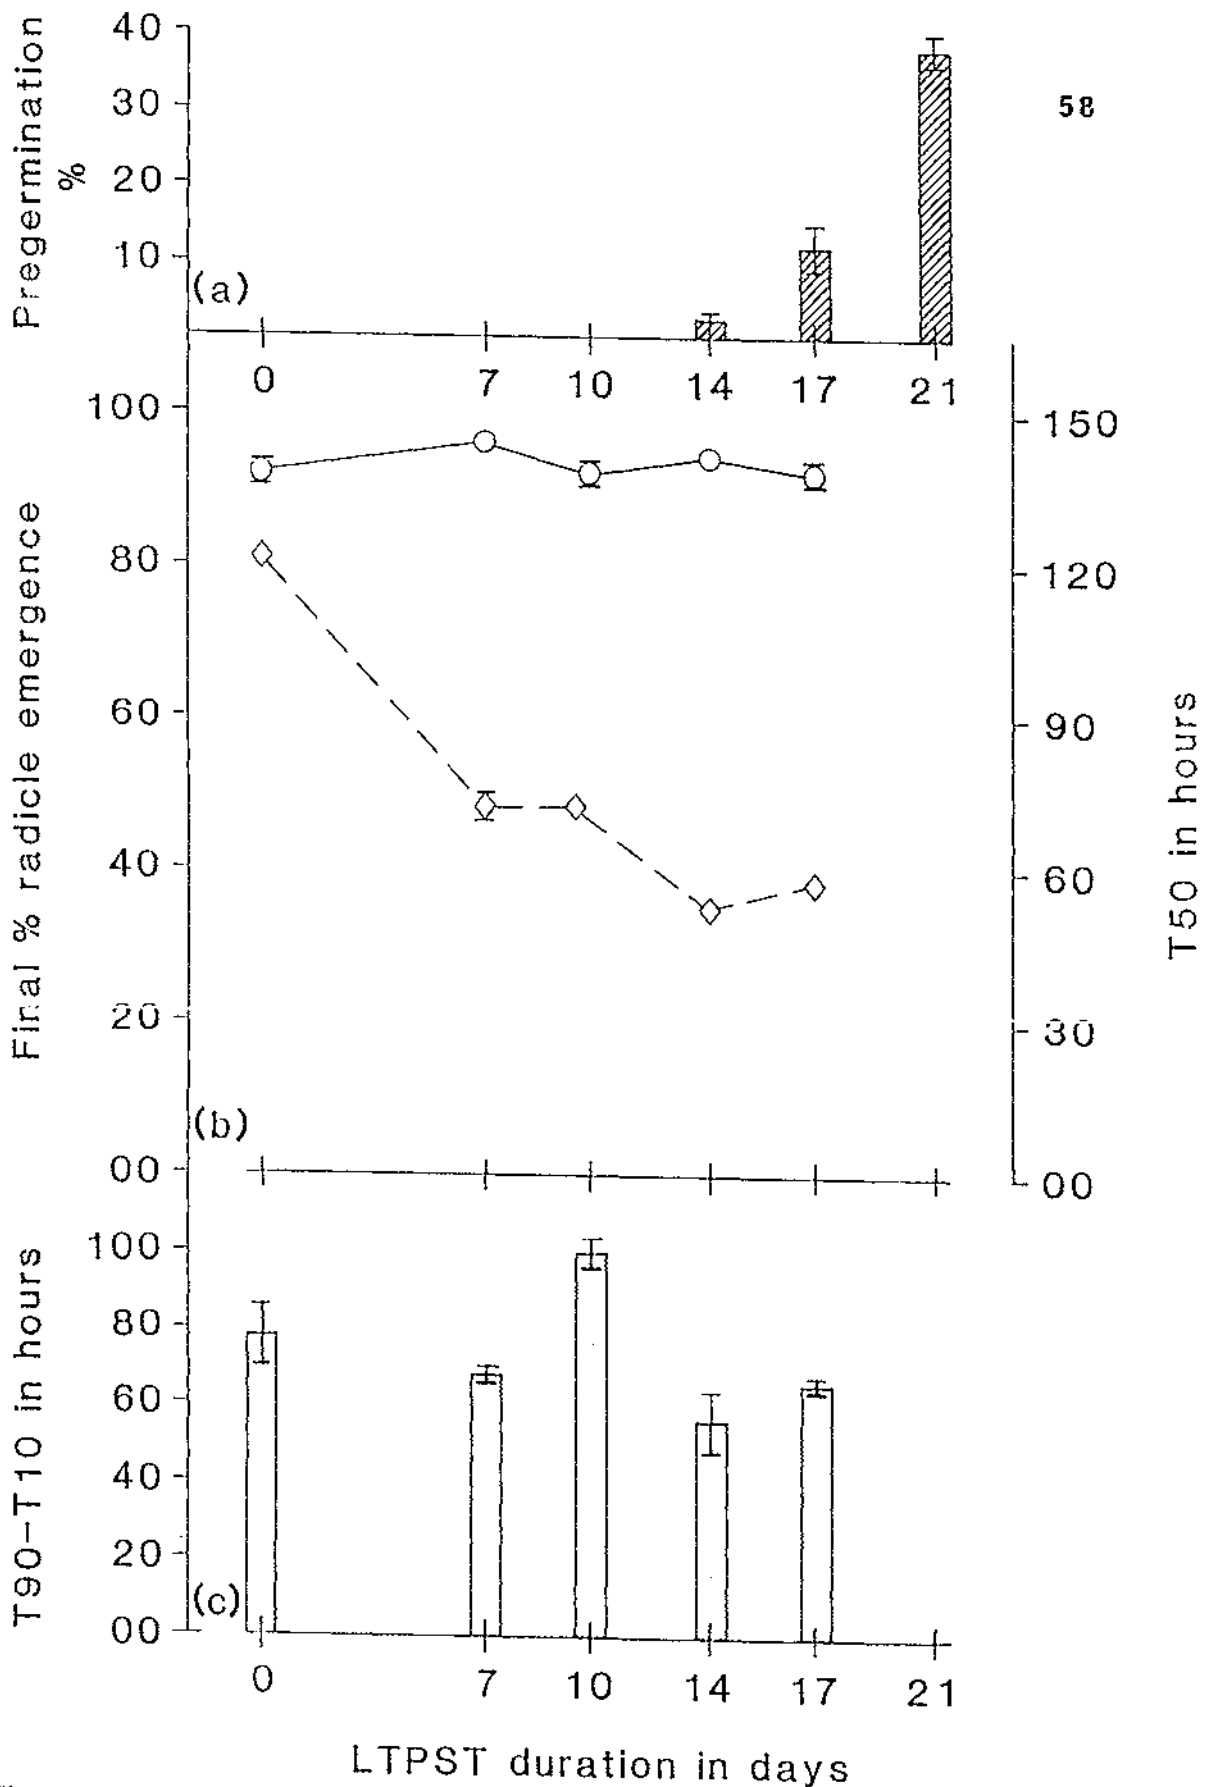 Pregermination
%
40
30
20
10
58
(a)
0 7 10 14 17 21
Final % radicle emergence
100
80
60
40
20
00
T50 in hours
150
120
90
60
30
00
(b)
T90-T10 in hours
100
80
60
40
20
00
(c)
0 7 10 14 17 21
LTPST duration in days